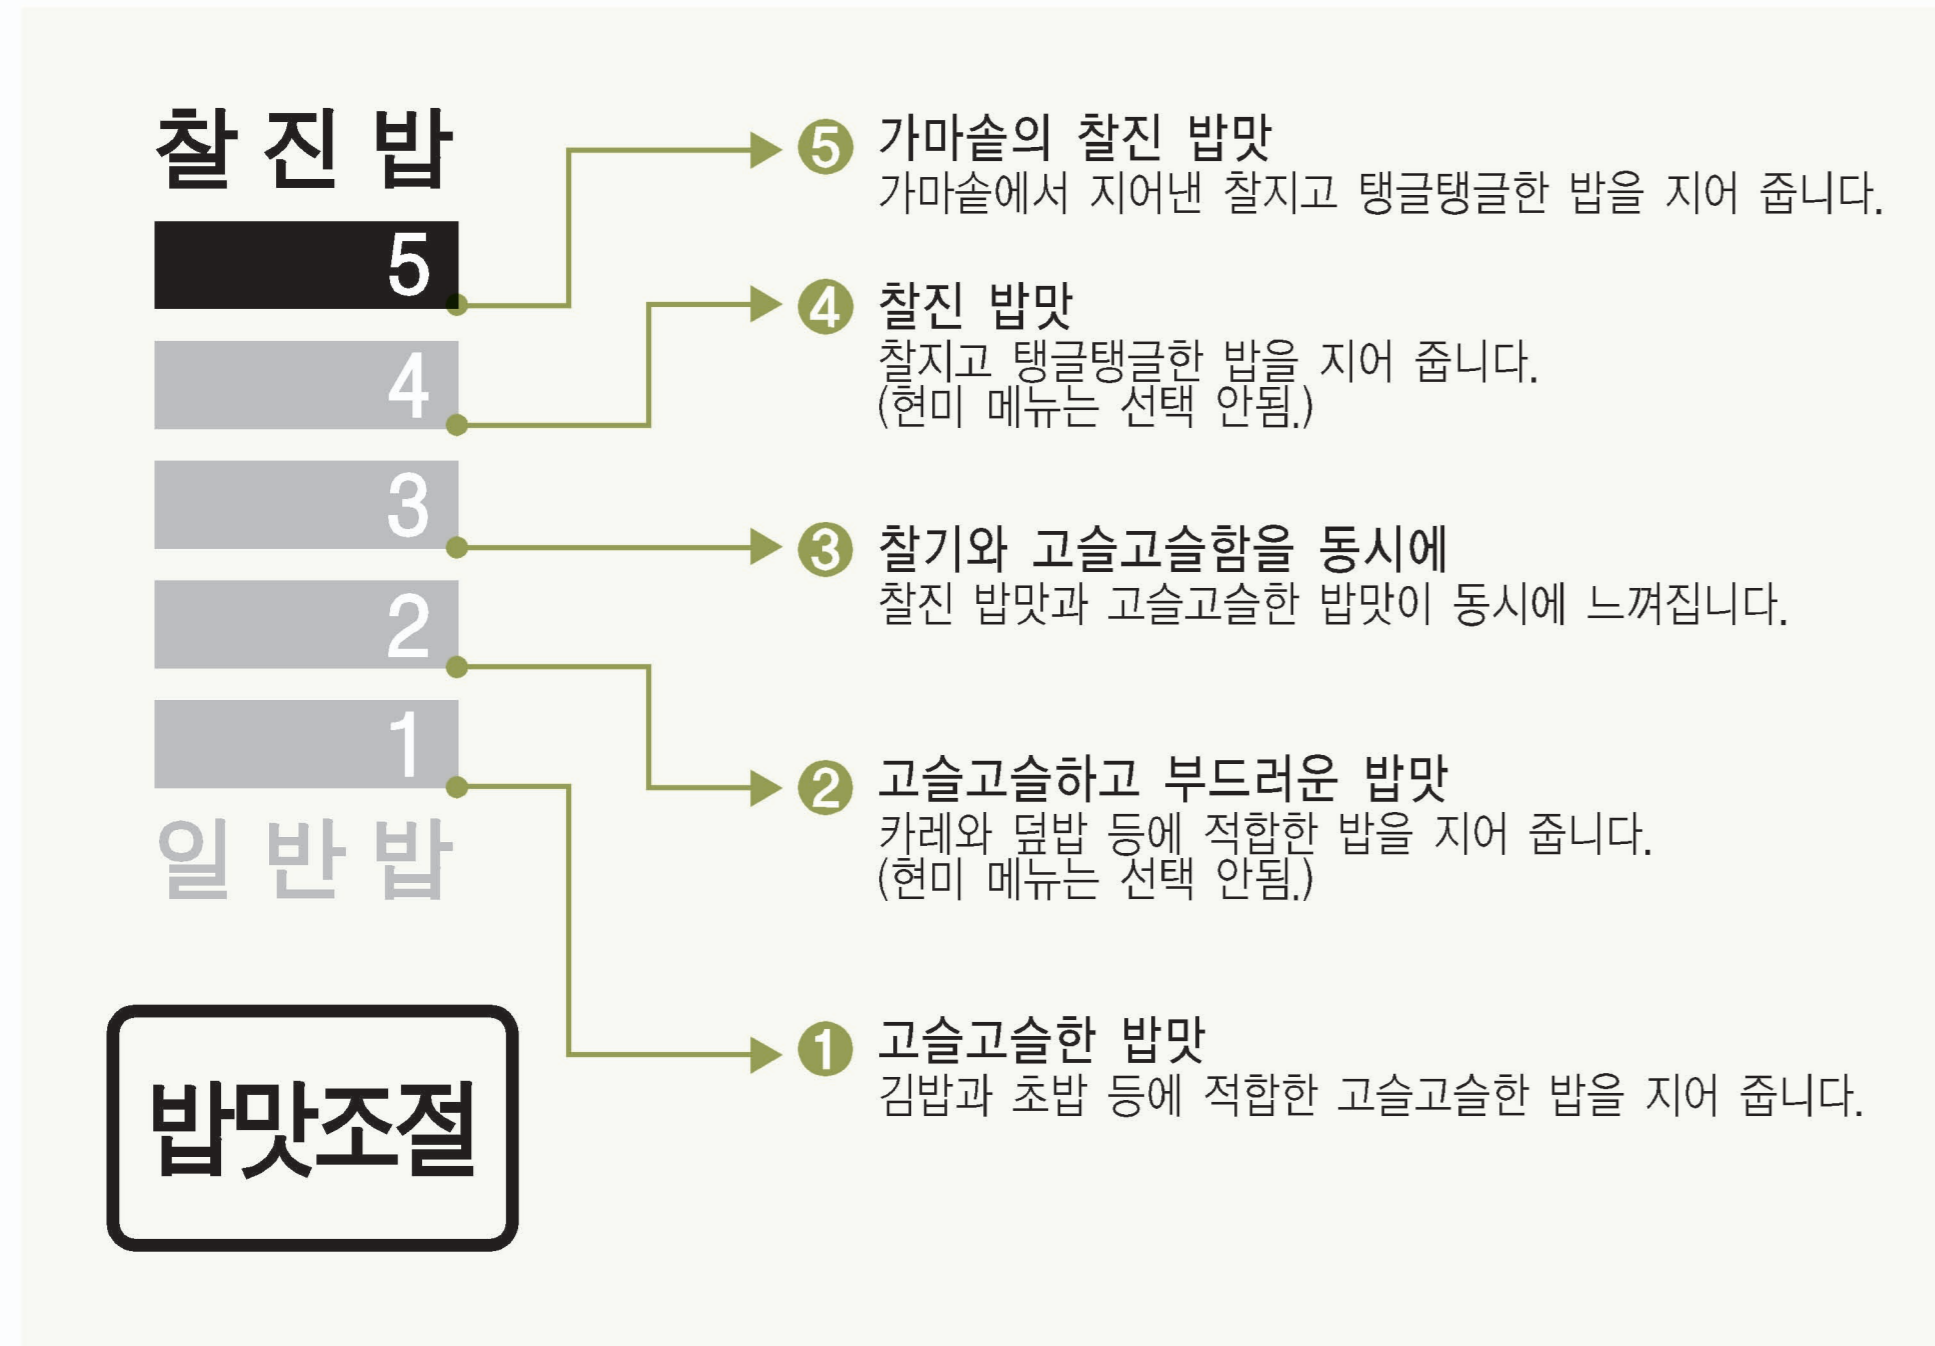 찰진밥
5
4
3
2
1
일반밥
밥맛조절
❺ 가마솥의 찰진 밥맛
가마솥에서 지어낸 찰지고 탱글탱글한 밥을 지어 줍니다.
❹ 찰진 밥맛
찰지고 탱글탱글한 밥을 지어 줍니다.
(현미 메뉴는 선택 안됨.)
❸ 찰기와 고슬고슬함을 동시에
찰진 밥맛과 고슬고슬한 밥맛이 동시에 느껴집니다.
❷ 고슬고슬하고 부드러운 밥맛
카레와 덮밥 등에 적합한 밥을 지어 줍니다.
(현미 메뉴는 선택 안됨.)
❶ 고슬고슬한 밥맛
김밥과 초밥 등에 적합한 고슬고슬한 밥을 지어 줍니다.